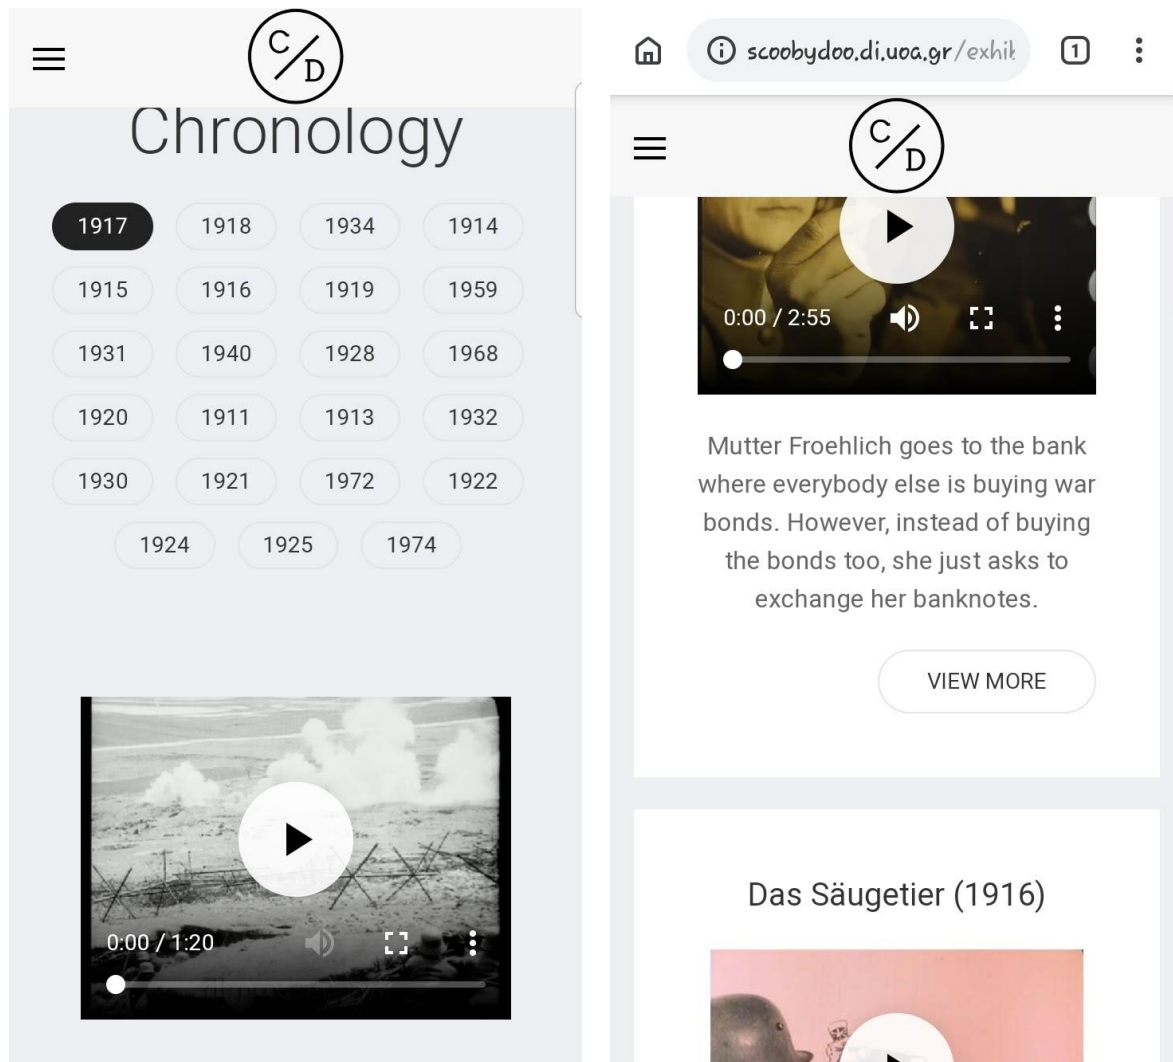 C/D
Chronology
1917 1918 1934 1914
1915 1916 1919 1959
1931 1940 1928 1968
1920 1911 1913 1932
1930 1921 1972 1922
1924 1925 1974
0:00 / 1:20
scoobydoo.di.uoa.gr/exhib
1
C/D
0:00 / 2:55
Mutter Froehlich goes to the bank
where everybody else is buying war
bonds. However, instead of buying
the bonds too, she just asks to
exchange her banknotes.
VIEW MORE
Das Säugetier (1916)